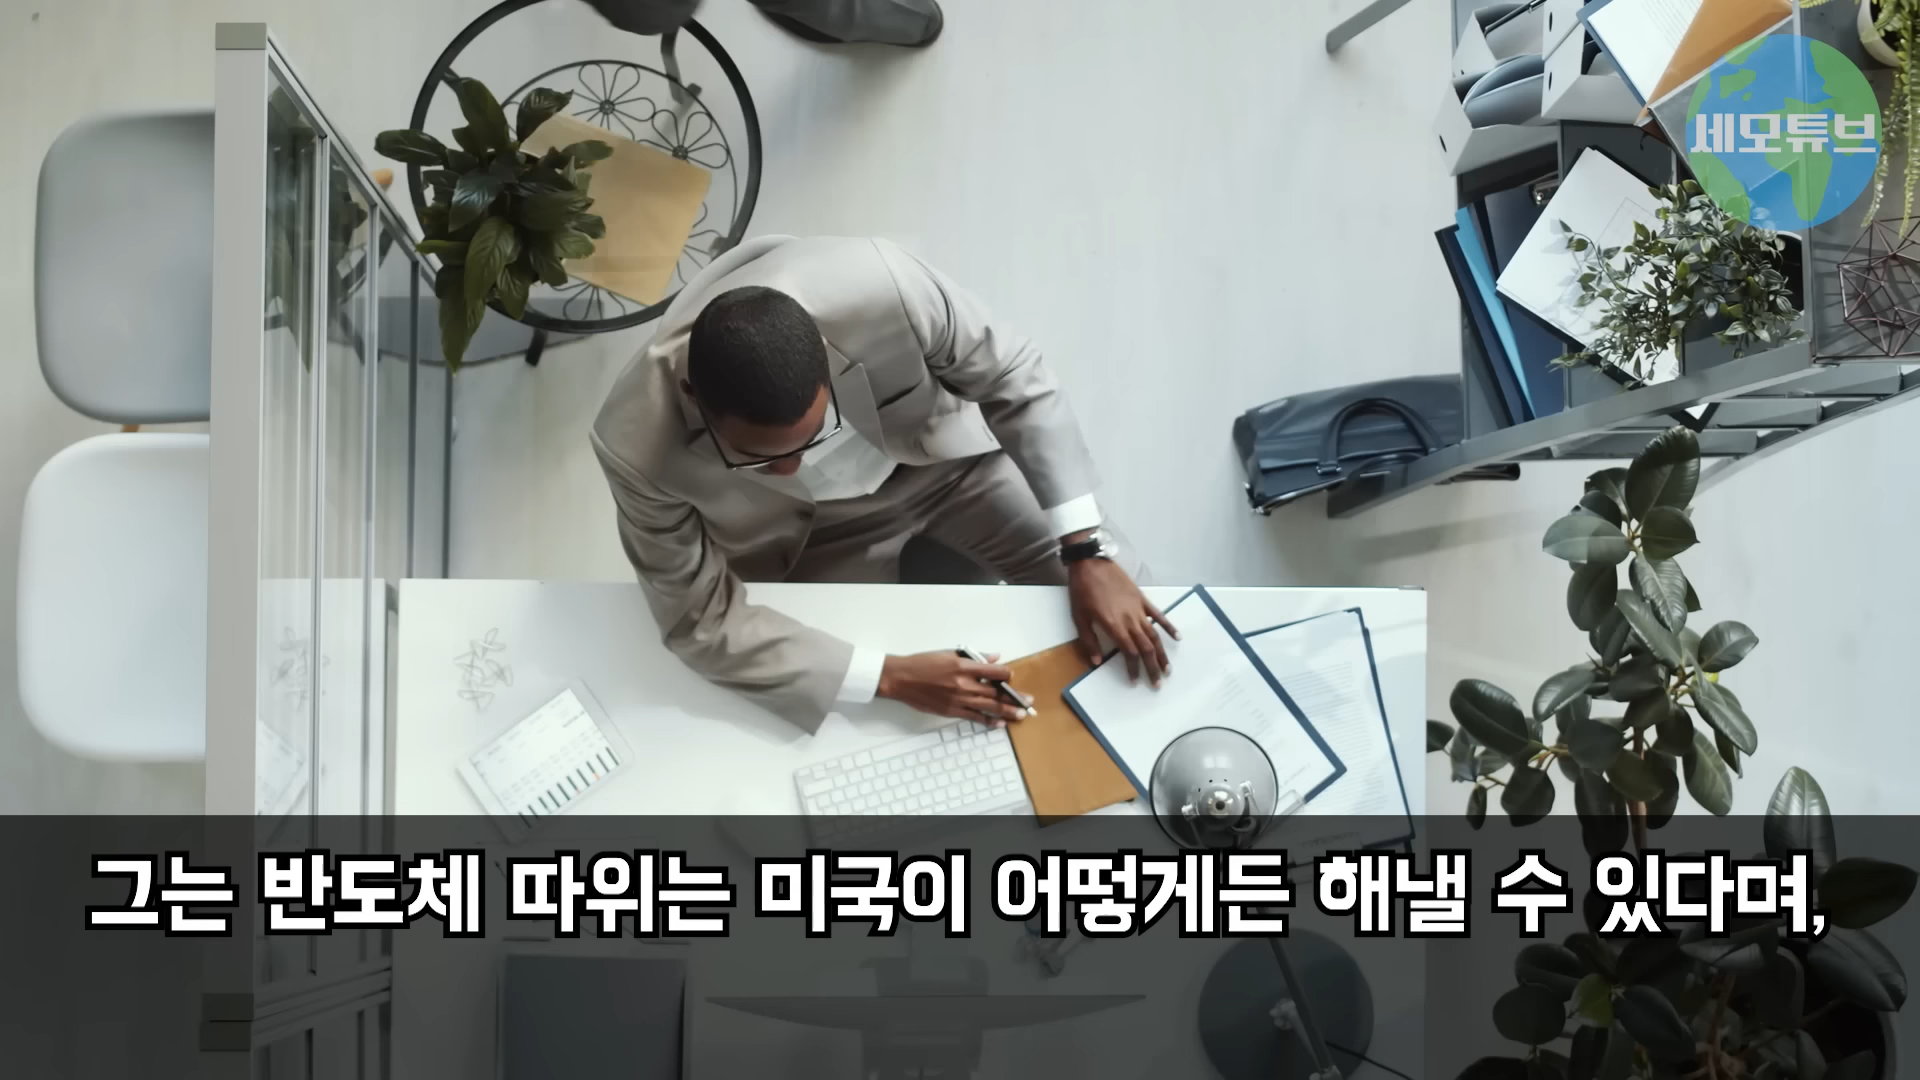 세모튜브
그는 반도체 따위는 미국이 어떻게든 해낼 수 있다며,